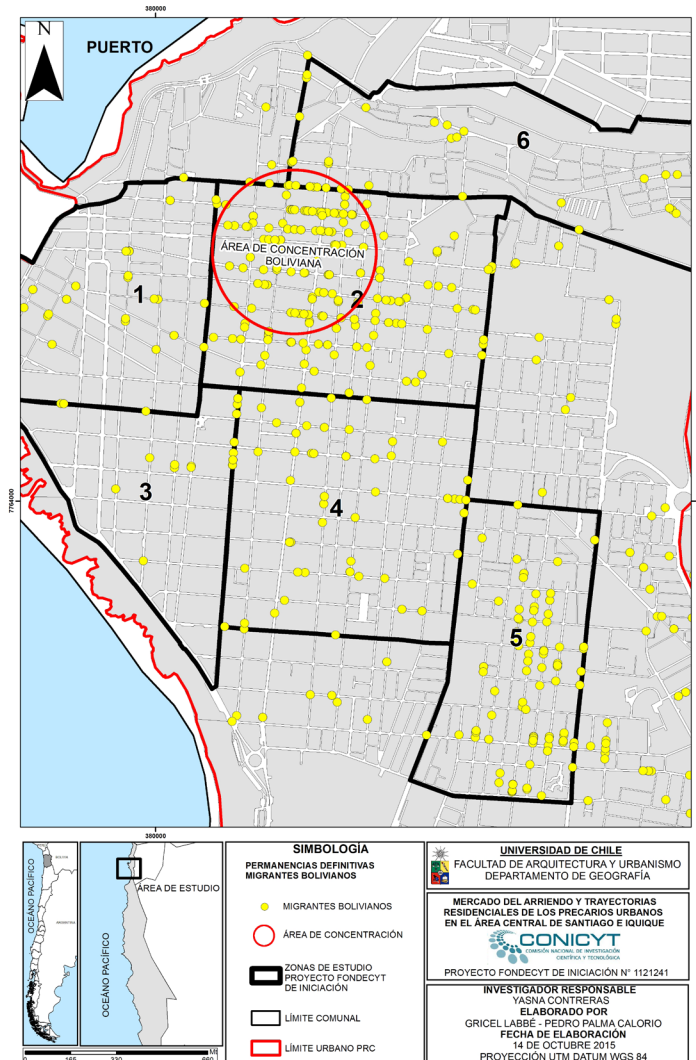 380000
N
PUERTO
6
ÁREA DE CONCENTRACIÓN
BOLIVIANA
2
1
3
4
5
7764000
380000
OCEÁNO PACÍFICO
ARGENTINA
OCEÁNO PACÍFICO
ÁREA DE ESTUDIO
SIMBOLOGÍA
PERMANENCIAS DEFINITIVAS
MIGRANTES BOLIVIANOS
MIGRANTES BOLIVIANOS
ÁREA DE CONCENTRACIÓN
ZONAS DE ESTUDIO
PROYECTO FONDECYT
DE INICIACIÓN
LÍMITE COMUNAL
LÍMITE URBANO PRC
UNIVERSIDAD DE CHILE
FACULTAD DE ARQUITECTURA Y URBANISMO
DEPARTAMENTO DE GEOGRAFÍA
MERCADO DEL ARRIENDO Y TRAYECTORIAS
RESIDENCIALES DE LOS PRECARIOS URBANOS
EN EL ÁREA CENTRAL DE SANTIAGO E IQUIQUE
CONICYT
COMISIÓN NACIONAL DE INVESTIGACIÓN
CIENTÍFICA Y TECNOLÓGICA
PROYECTO FONDECYT DE INICIACIÓN N° 1121241
INVESTIGADOR RESPONSABLE
YASNA CONTRERAS
ELABORADO POR
GRICEL LABBÉ - PEDRO PALMA CALORIO
FECHA DE ELABORACIÓN
14 DE OCTUBRE 2015
PROYECCIÓN UTM DATUM WGS 84